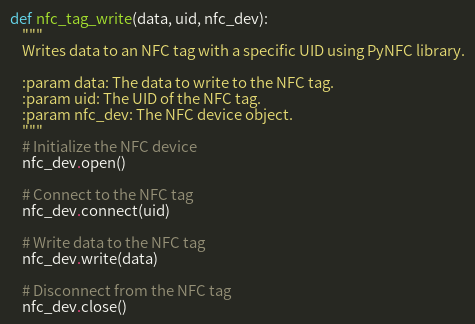 def nfc_tag_write(data, uid, nfc_dev):
"""
Writes data to an NFC tag with a specific UID using PyNFC library.
:param data: The data to write to the NFC tag.
:param uid: The UID of the NFC tag.
:param nfc_dev: The NFC device object.
"""
# Initialize the NFC device
nfc_dev.open()
# Connect to the NFC tag
nfc_dev.connect(uid)
# Write data to the NFC tag
nfc_dev.write(data)
# Disconnect from the NFC tag
nfc_dev.close()